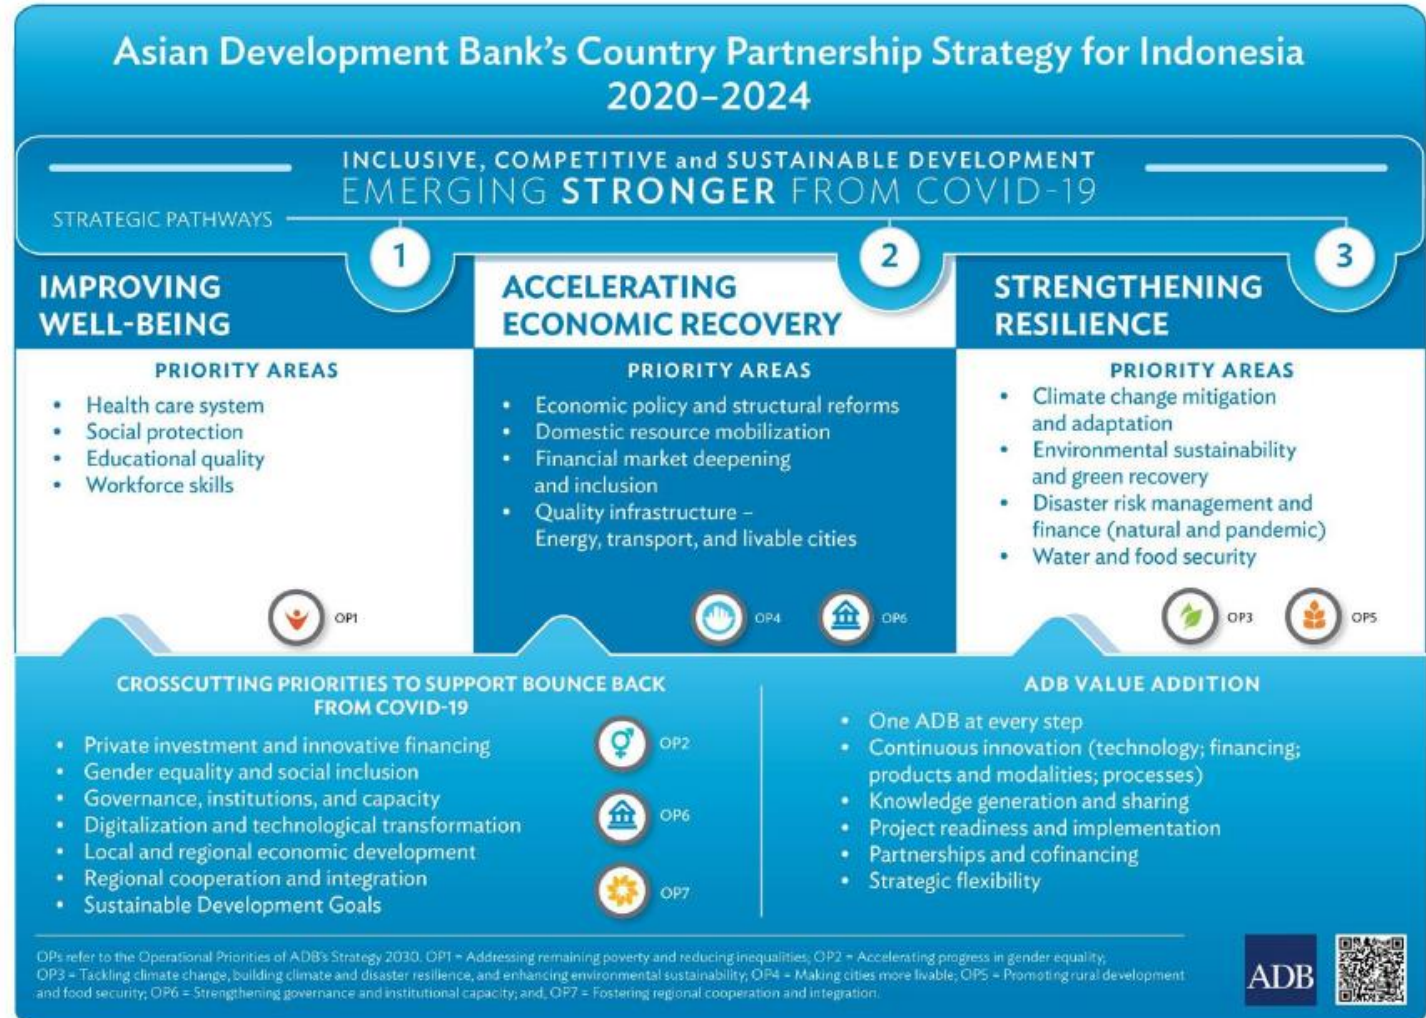 Asian Development Bank's Country Partnership Strategy for Indonesia
2020–2024
INCLUSIVE, COMPETITIVE and SUSTAINABLE DEVELOPMENT
EMERGING STRONGER FROM COVID-19
STRATEGIC PATHWAYS
1
2
3
IMPROVING
WELL-BEING
PRIORITY AREAS
• Health care system
• Social protection
• Educational quality
• Workforce skills
OP1
ACCELERATING
ECONOMIC RECOVERY
PRIORITY AREAS
• Economic policy and structural reforms
• Domestic resource mobilization
• Financial market deepening
and inclusion
• Quality infrastructure –
Energy, transport, and livable cities
OP4
OP6
STRENGTHENING
RESILIENCE
PRIORITY AREAS
• Climate change mitigation
and adaptation
• Environmental sustainability
and green recovery
• Disaster risk management and
finance (natural and pandemic)
• Water and food security
OP3
OP5
CROSSCUTTING PRIORITIES TO SUPPORT BOUNCE BACK
FROM COVID-19
• Private investment and innovative financing
• Gender equality and social inclusion
• Governance, institutions, and capacity
• Digitalization and technological transformation
• Local and regional economic development
• Regional cooperation and integration
• Sustainable Development Goals
OP2
OP6
OP7
ADB VALUE ADDITION
• One ADB at every step
• Continuous innovation (technology; financing;
products and modalities; processes)
• Knowledge generation and sharing
• Project readiness and implementation
• Partnerships and cofinancing
• Strategic flexibility
OPs refer to the Operational Priorities of ADB's Strategy 2030. OP1 = Addressing remaining poverty and reducing inequalities; OP2 = Accelerating progress in gender equality;
OP3 = Tackling climate change, building climate and disaster resilience, and enhancing environmental sustainability; OP4 = Making cities more livable; OP5 = Promoting rural development
and food security; OP6 = Strengthening governance and institutional capacity; and, OP7 = Fostering regional cooperation and integration.
ADB